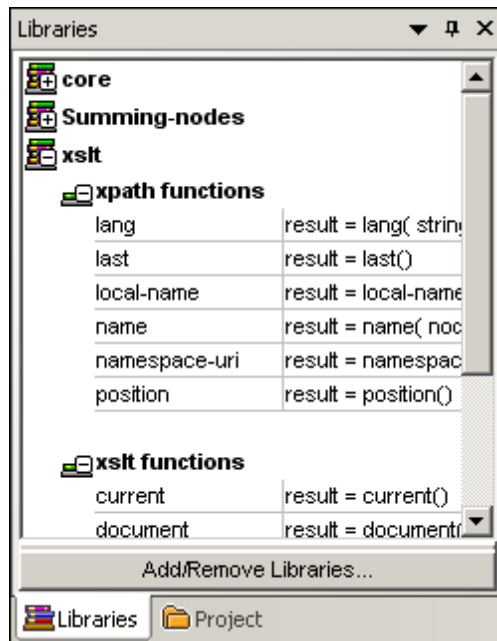 Libraries
core
Summing-nodes
xslt
xpath functions
lang result = lang( string
last result = last()
local-name result = local-name
name result = name( nod
namespace-uri result = namespac
position result = position()
xslt functions
current result = current()
document result = document(
Add/Remove Libraries...
Libraries Project